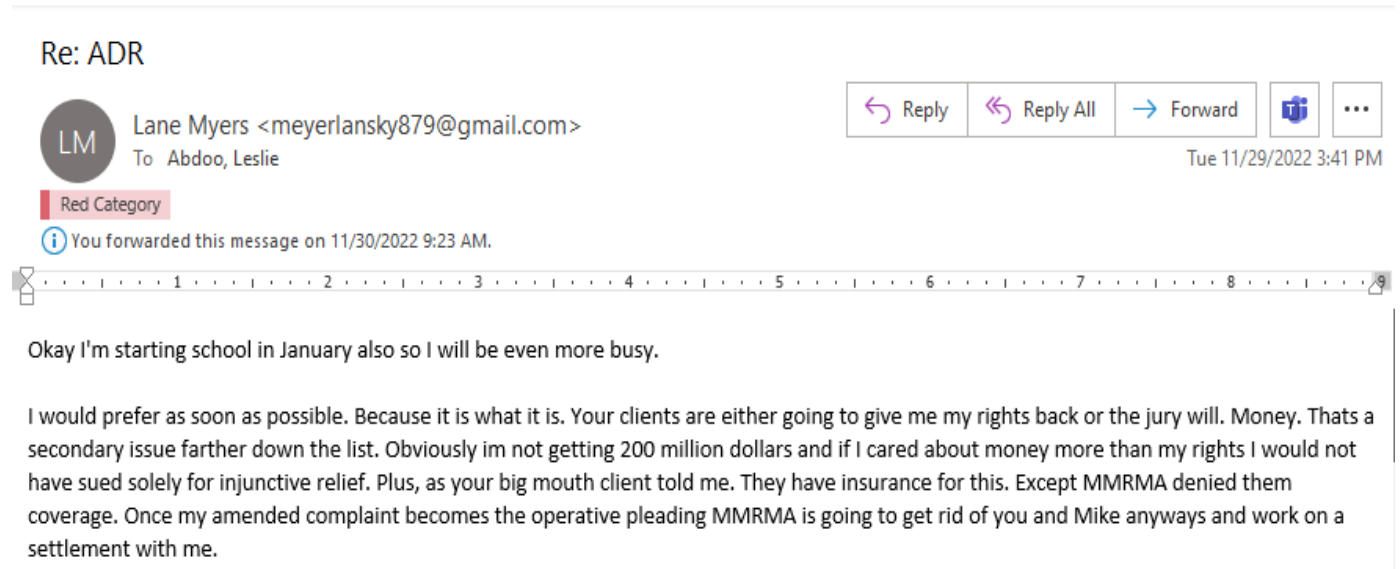 Re: ADR
Reply
Reply All
Forward
LM
Lane Myers <meyerlansky879@gmail.com>
To Abdoo, Leslie
Tue 11/29/2022 3:41 PM
Red Category
You forwarded this message on 11/30/2022 9:23 AM.
1 2 3 4 5 6 7 8 9
Okay I'm starting school in January also so I will be even more busy.
I would prefer as soon as possible. Because it is what it is. Your clients are either going to give me my rights back or the jury will. Money. Thats a
secondary issue farther down the list. Obviously im not getting 200 million dollars and if I cared about money more than my rights I would not
have sued solely for injunctive relief. Plus, as your big mouth client told me. They have insurance for this. Except MMRMA denied them
coverage. Once my amended complaint becomes the operative pleading MMRMA is going to get rid of you and Mike anyways and work on a
settlement with me.